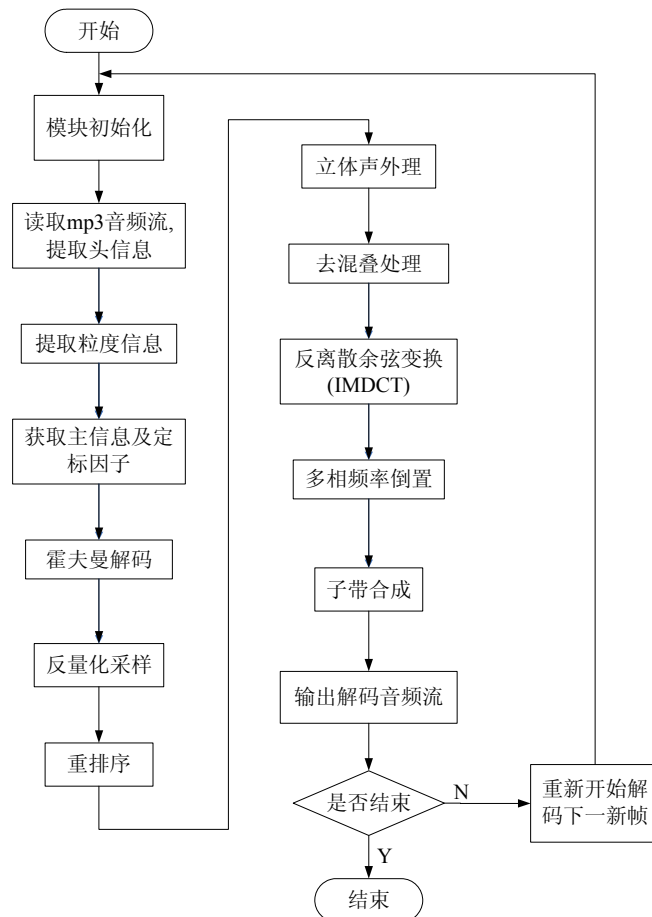 开始
模块初始化
读取mp3音频流,
提取头信息
提取粒度信息
获取主信息及定
标因子
霍夫曼解码
反量化采样
重排序
立体声外理
去混叠处理
反离散余弦变换
(IMDCT)
多相频率倒置
子带合成
输出解码音频流
是否结束
N
重新开始解
码下一新帧
Y
结束